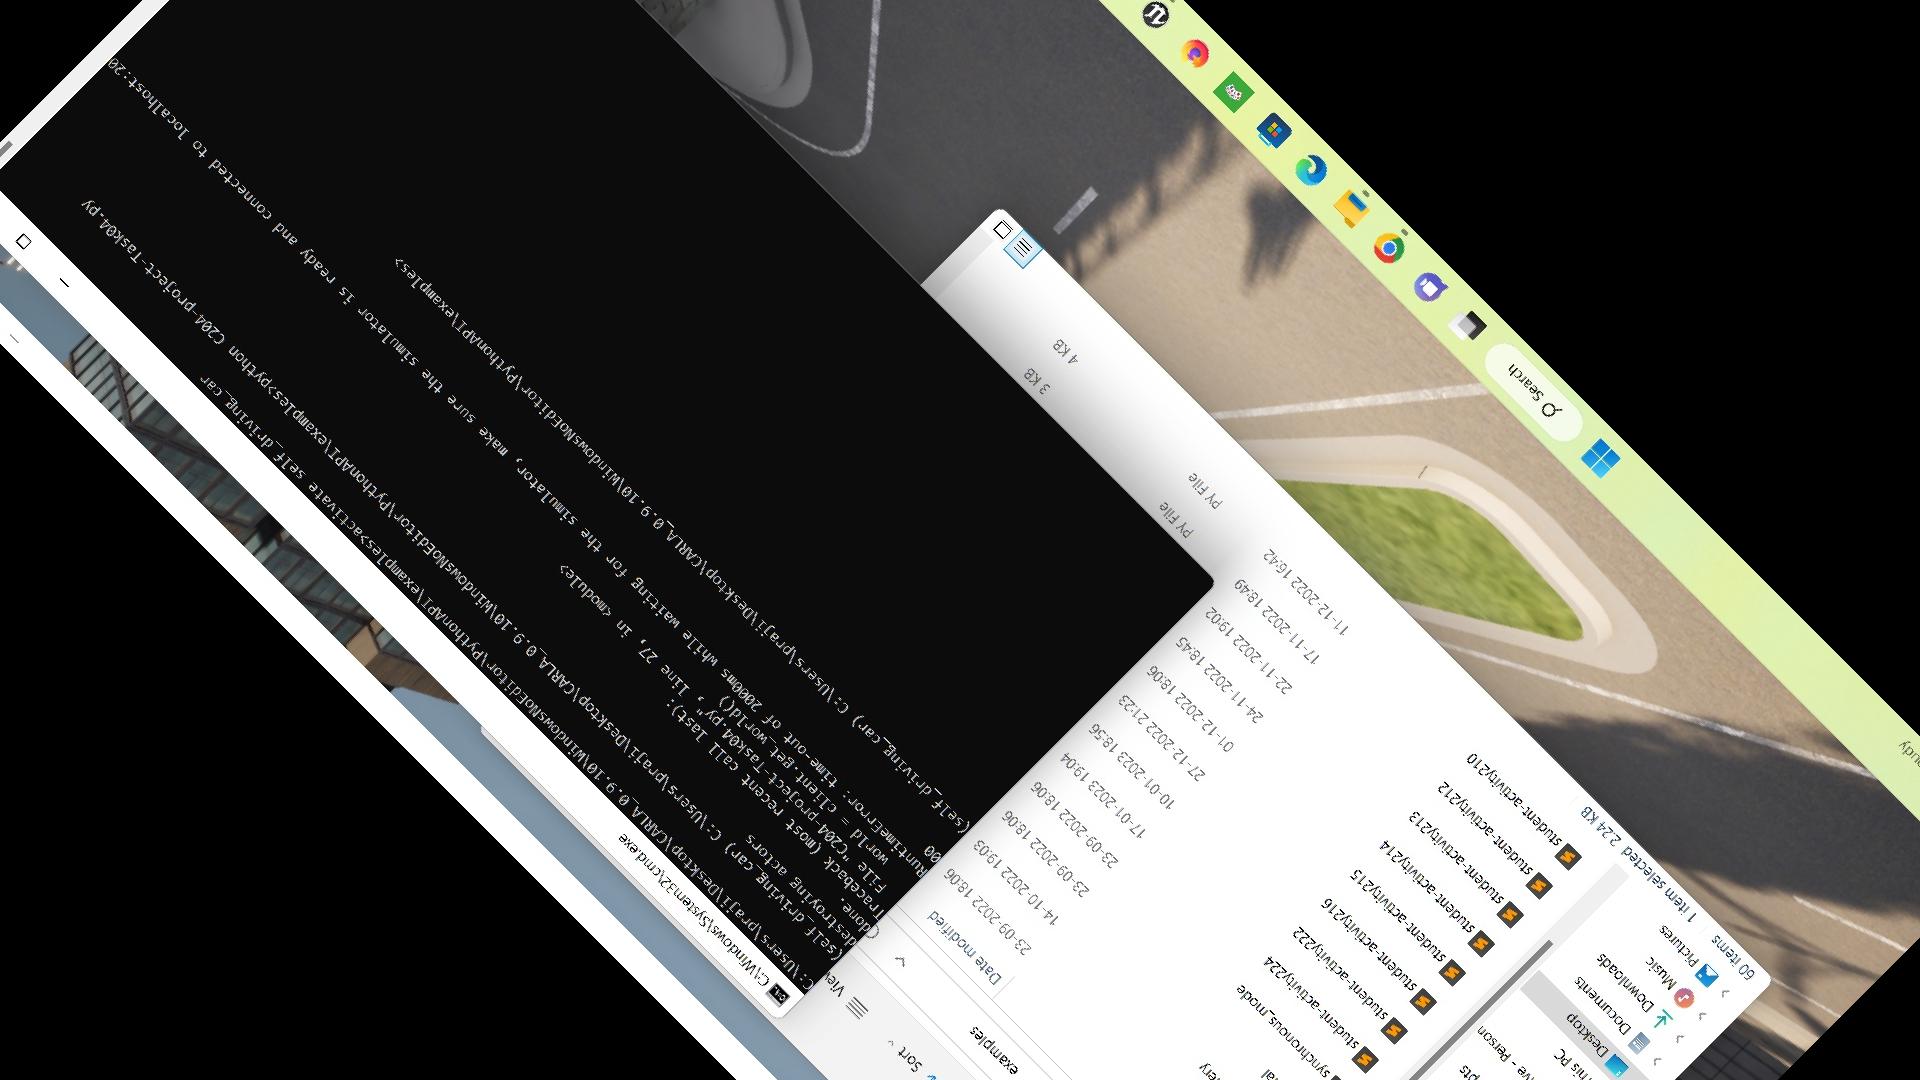 C:\Windows\System32\cmd.exe
C:\Users\praji\Desktop\CARLA_0.9.10\WindowsNoEditor\PythonAPI\examples>activate self_driving_car
(self_driving_car) C:\Users\praji\Desktop\CARLA_0.9.10\WindowsNoEditor\PythonAPI\examples>python C204-project-Task04.py
destroying actors
done.
Traceback (most recent call last):
File "C204-project-Task04.py", line 27, in <module>
world = client.get_world()
RuntimeError: time-out of 2000ms while waiting for the simulator, make sure the simulator is ready and connected to localhost:20
00
(self_driving_car) C:\Users\praji\Desktop\CARLA_0.9.10\WindowsNoEditor\PythonAPI\examples>
Sort
View
examples
Date modified
23-09-2022 18:06
14-10-2022 19:03
23-09-2022 18:06
23-09-2022 18:06
17-01-2023 19:04
10-01-2023 18:56
27-12-2022 21:23
01-12-2022 18:06
24-11-2022 18:45
22-11-2022 19:02
17-11-2022 18:49
11-12-2022 16:42
PY File
PY File
3 KB
4 KB
synchronous_mode
student-activity224
student-activity222
student-activity216
student-activity215
student-activity214
student-activity213
student-activity212
student-activity210
This PC
Desktop
Documents
Downloads
Music
Pictures
60 items
1 item selected 2.24 KB
Search